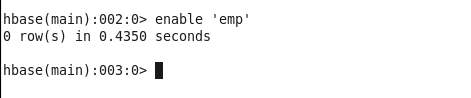 hbase(main):002:0> enable 'emp'
0 row(s) in 0.4350 seconds
hbase(main):003:0>